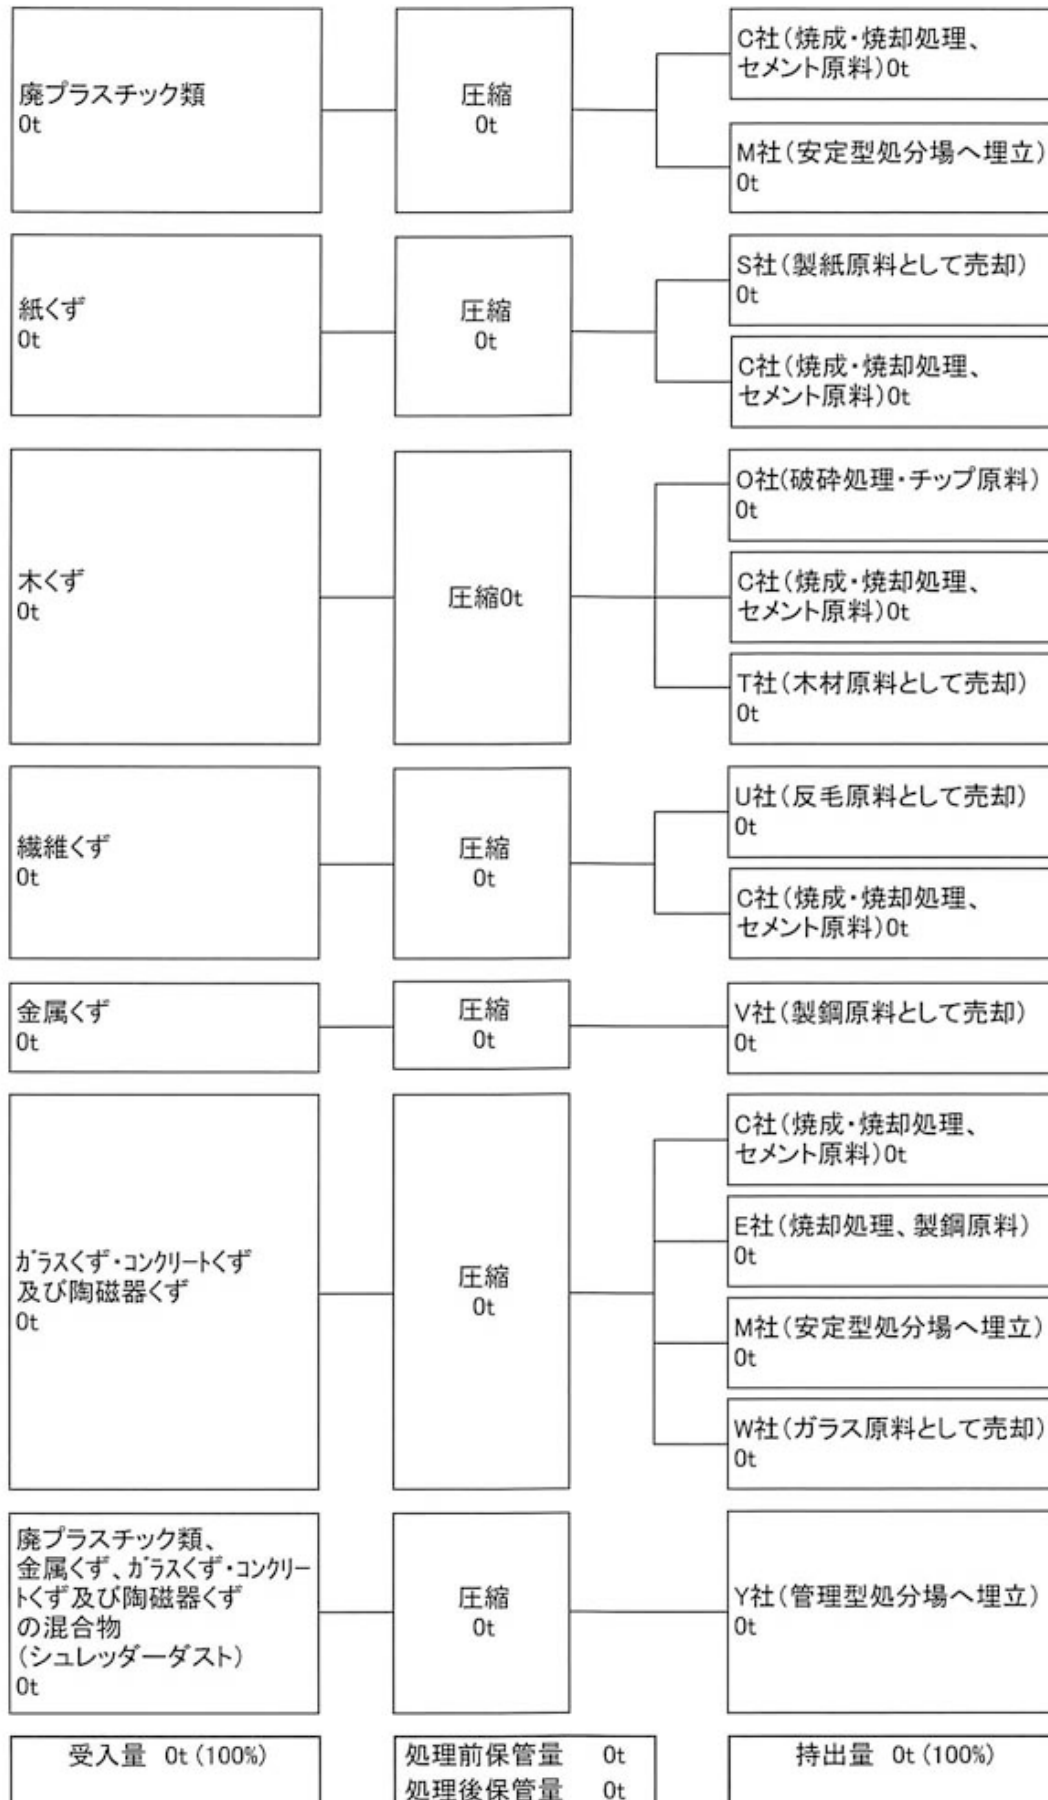 廃プラスチック類
0t
圧縮
0t
C社(焼成・焼却処理、
セメント原料)0t
M社(安定型処分場へ埋立)
0t
紙くず
0t
圧縮
0t
S社(製紙原料として売却)
0t
C社(焼成・焼却処理、
セメント原料)0t
木くず
0t
圧縮0t
O社(破砕処理・チップ原料)
0t
C社(焼成・焼却処理、
セメント原料)0t
T社(木材原料として売却)
0t
繊維くず
0t
圧縮
0t
U社(反毛原料として売却)
0t
C社(焼成・焼却処理、
セメント原料)0t
金属くず
0t
圧縮
0t
V社(製鋼原料として売却)
0t
ガラスくず・コンクリートくず
及び陶磁器くず
0t
圧縮
0t
C社(焼成・焼却処理、
セメント原料)0t
E社(焼却処理、製鋼原料)
0t
M社(安定型処分場へ埋立)
0t
W社(ガラス原料として売却)
0t
廃プラスチック類、
金属くず、ガラスくず・コンクリー
トくず及び陶磁器くず
の混合物
(シュレッダーダスト)
0t
圧縮
0t
Y社(管理型処分場へ埋立)
0t
受入量 0t (100%)
処理前保管量 0t
処理後保管量 0t
持出量 0t (100%)